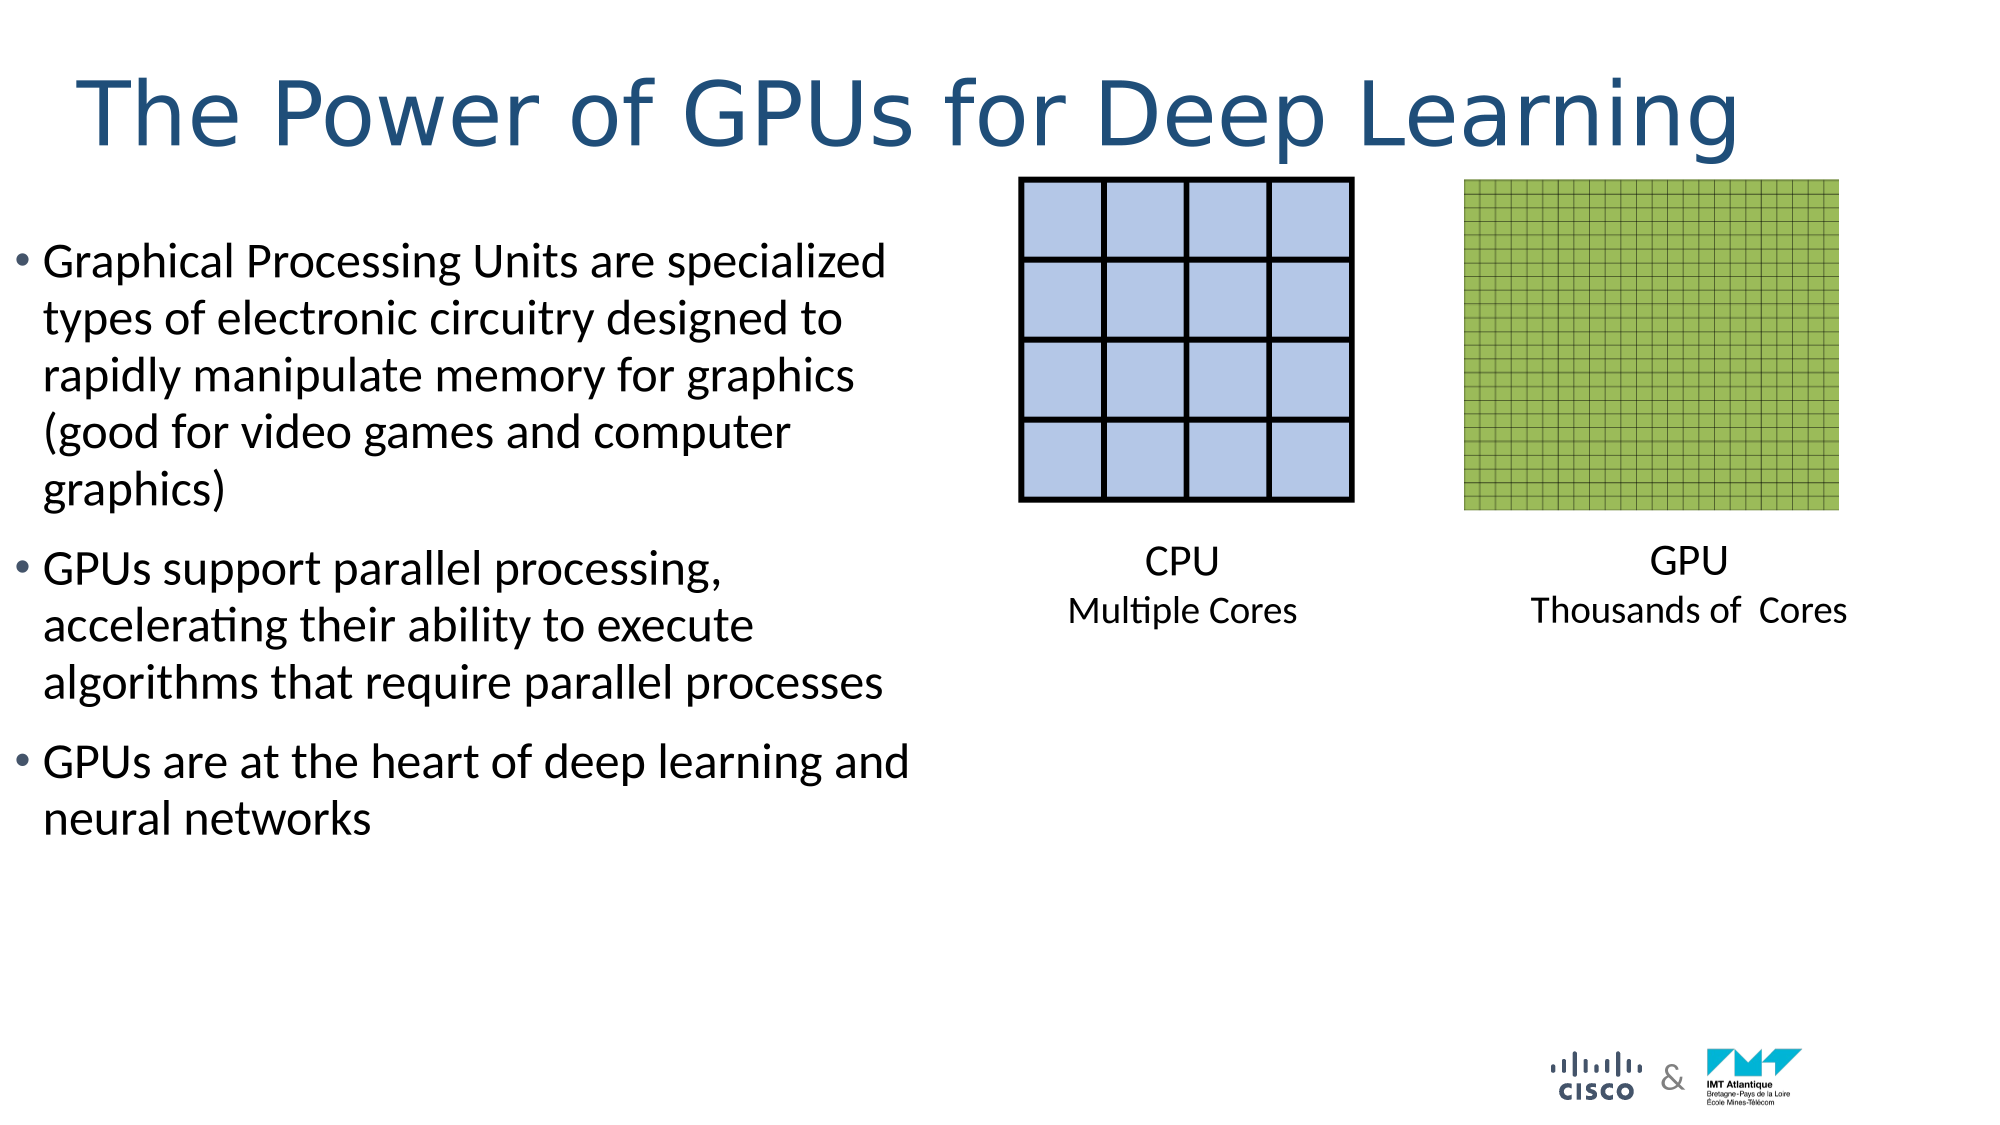 The Power of GPUs for Deep Learning
• Graphical Processing Units are specialized
types of electronic circuitry designed to
rapidly manipulate memory for graphics
(good for video games and computer
graphics)
• GPUs support parallel processing,
accelerating their ability to execute
algorithms that require parallel processes
• GPUs are at the heart of deep learning and
neural networks
CPU
Multiple Cores
GPU
Thousands of  Cores
CISCO
&
IMT Atlantique
Bretagne-Pays de la Loire
École Mines-Télécom